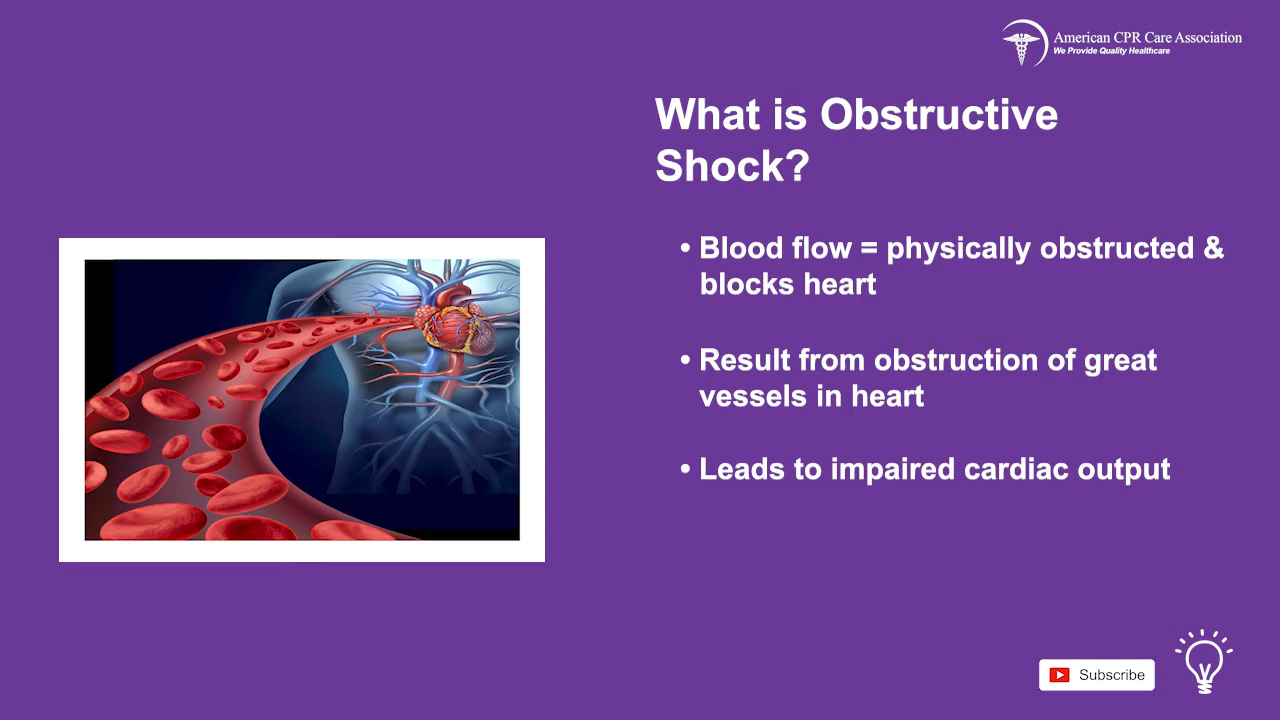 American CPR Care Association
We Provide Quality Healthcare
What is Obstructive
Shock?
• Blood flow = physically obstructed &
blocks heart
• Result from obstruction of great
vessels in heart
• Leads to impaired cardiac output
Subscribe